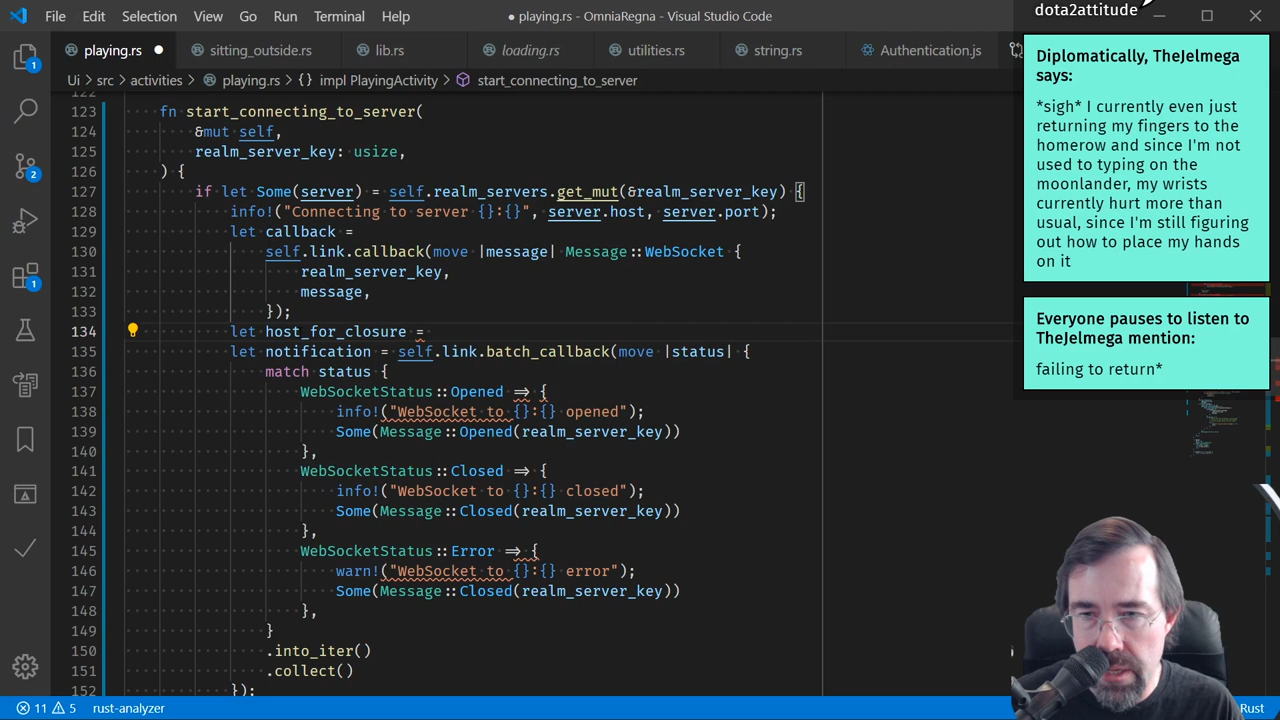 File Edit Selection View Go Run Terminal Help
● playing.rs - OmniaRegna - Visual Studio Code
dota2attitude
playing.rs ● sitting_outside.rs lib.rs loading.rs utilities.rs string.rs Authentication.js
Ui > src > activities > playing.rs > {} impl PlayingActivity > start_connecting_to_server
122
123 fn start_connecting_to_server(
124 &mut self,
125 realm_server_key: usize,
126 ) {
127 if let Some(server) = self.realm_servers.get_mut(&realm_server_key) {
128 info!("Connecting to server {}:{}", server.host, server.port);
129 let callback =
130 self.link.callback(move |message| Message::WebSocket {
131 realm_server_key,
132 message,
133 });
134 let host_for_closure =
135 let notification = self.link.batch_callback(move |status| {
136 match status {
137 WebSocketStatus::Opened => {
138 info!("WebSocket to {}:{} opened");
139 Some(Message::Opened(realm_server_key))
140 },
141 WebSocketStatus::Closed => {
142 info!("WebSocket to {}:{} closed");
143 Some(Message::Closed(realm_server_key))
144 },
145 WebSocketStatus::Error => {
146 warn!("WebSocket to {}:{} error");
147 Some(Message::Closed(realm_server_key))
148 },
149 }
150 .into_iter()
151 .collect()
152 });
Diplomatically, TheJelmega
says:
*sigh* I currently even just
returning my fingers to the
homerow and since I'm not
used to typing on the
moonlander, my wrists
currently hurt more than
usual, since I'm still figuring
out how to place my hands
on it
Everyone pauses to listen to
TheJelmega mention:
failing to return*
1
2
1
11 5 rust-analyzer
Rust